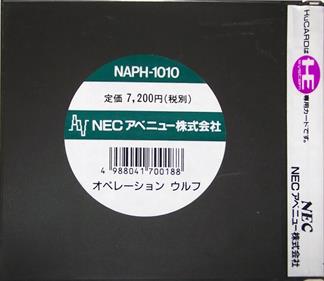 NAPH-1010
定価 7,200円(税別)
NECアベニュー株式会社
4 988041 700188
オペレーション ウルフ
HuCARDは
HE
専用カードです。
NEC
NECアベニュー株式会社